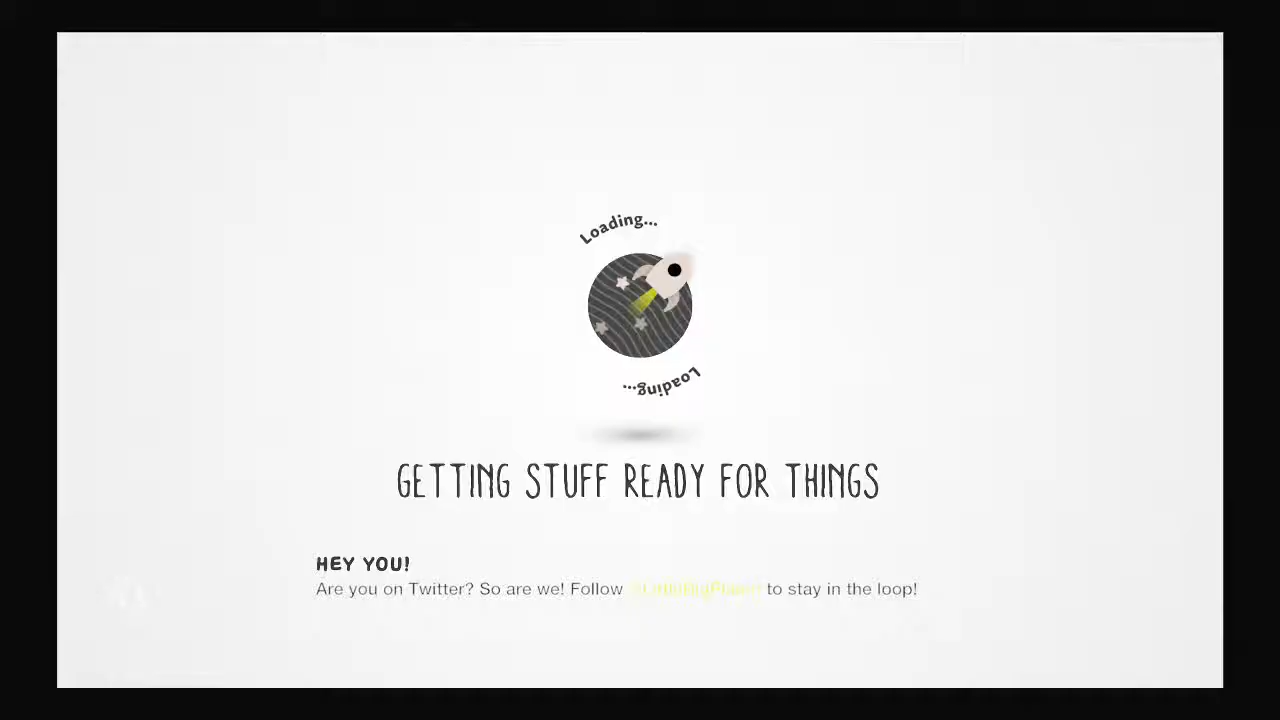 Loading...
Loading...
GETTING STUFF READY FOR THINGS
HEY YOU!
Are you on Twitter? So are we! Follow @LittleBigPlanet to stay in the loop!